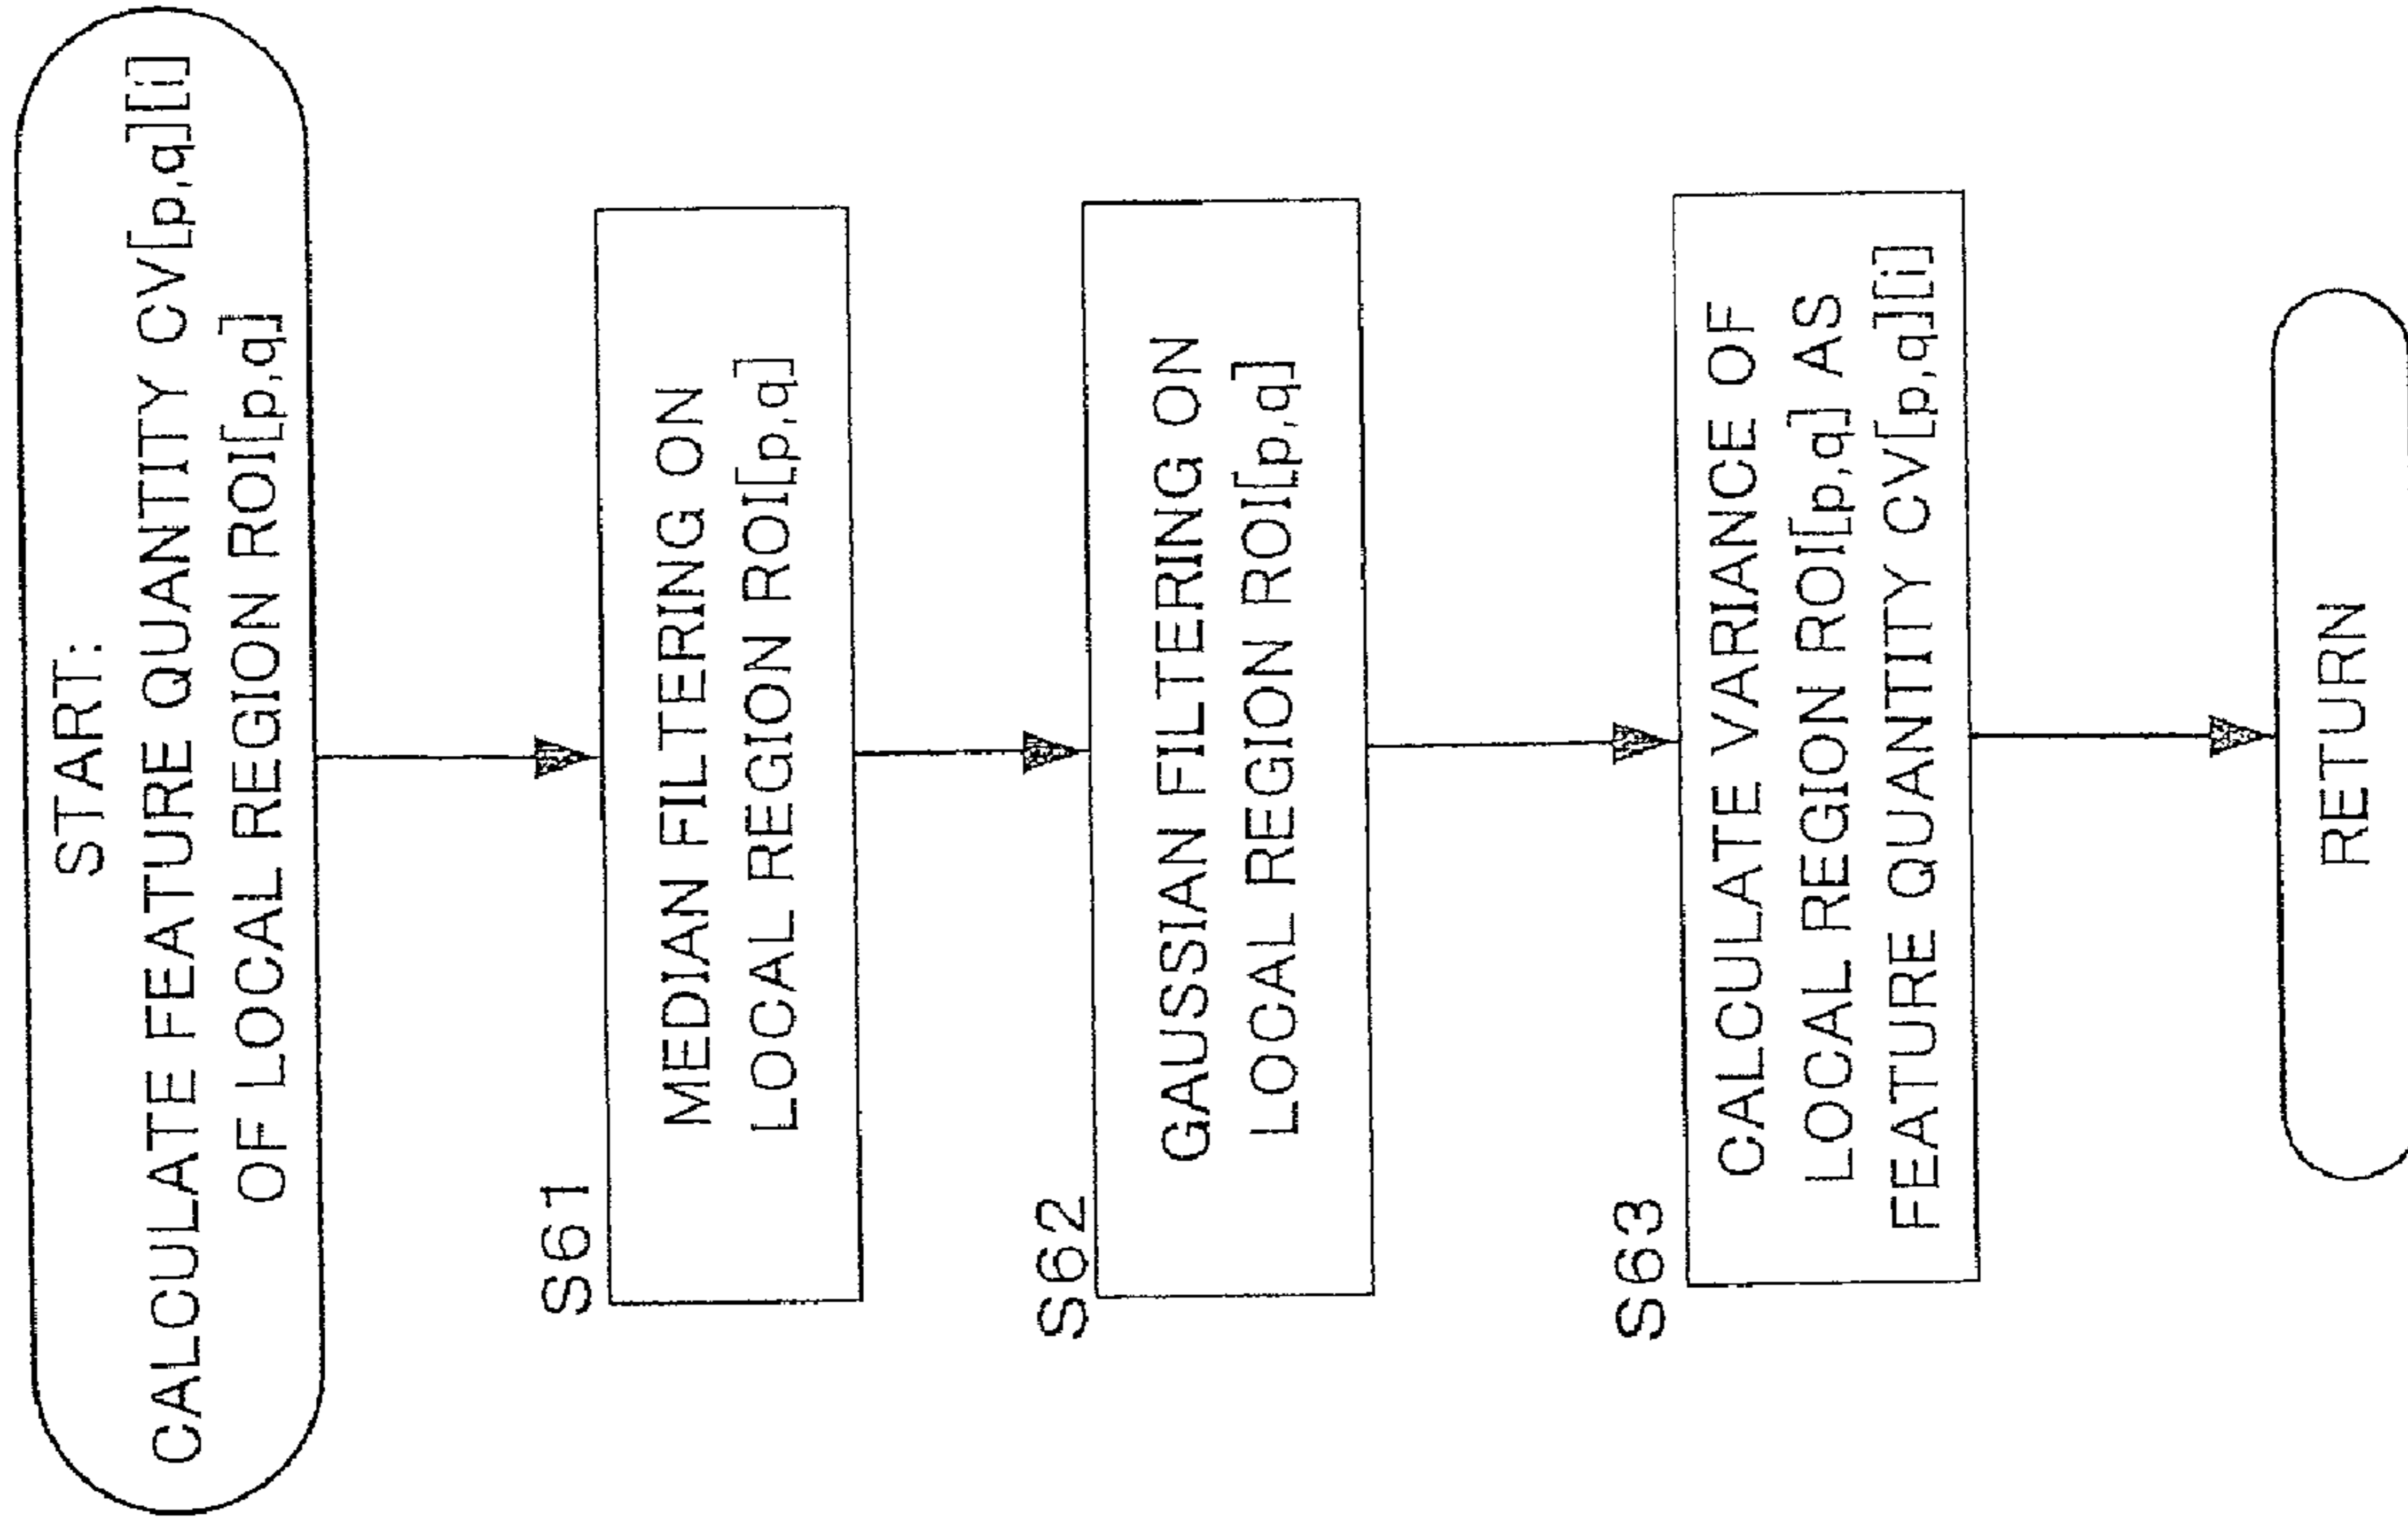 START:
CALCULATE FEATURE QUANTITY CV[p,q][i]
OF LOCAL REGION ROI[p,q]
S61
MEDIAN FILTERING ON
LOCAL REGION ROI[p,q]
S62
GAUSSIAN FILTERING ON
LOCAL REGION ROI[p,q]
S63
CALCULATE VARIANCE OF
LOCAL REGION ROI[p,q] AS
FEATURE QUANTITY CV[p,q][i]
RETURN